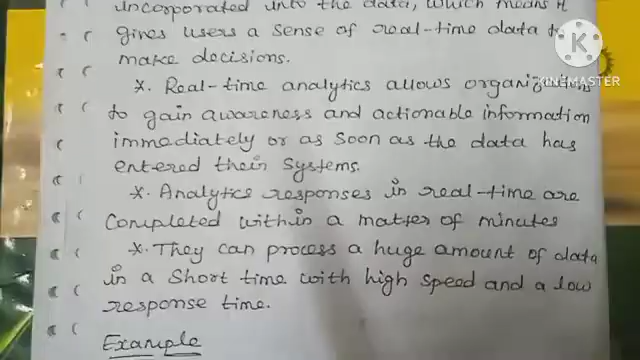 incorporated into the data, which means it
gives users a sense of real-time data to
make decisions.
*. Real-time analytics allows organizations
to gain awareness and actionable information
immediately or as soon as the data has
entered their systems.
*. Analytics responses in real-time are
completed within a matter of minutes
*. They can process a huge amount of data
in a short time with high speed and a low
response time.
Example
K
KINEMASTER